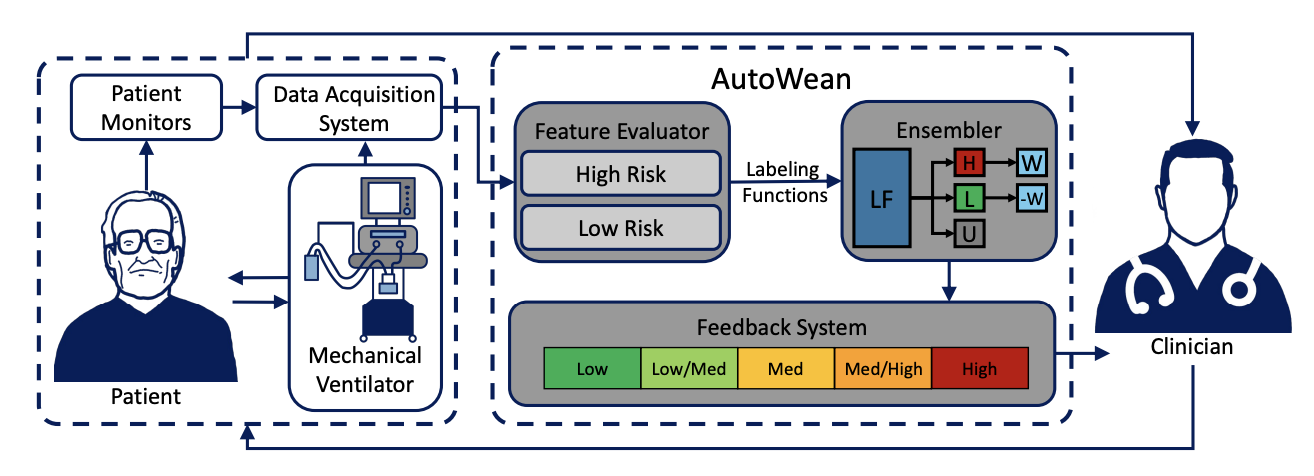 AutoWean
Patient
Monitors
Data Acquisition
System
Patient
Mechanical
Ventilator
Feature Evaluator
High Risk
Low Risk
Labeling
Functions
Ensembler
LF
H
W
L
-W
U
Feedback System
Low
Low/Med
Med
Med/High
High
Clinician